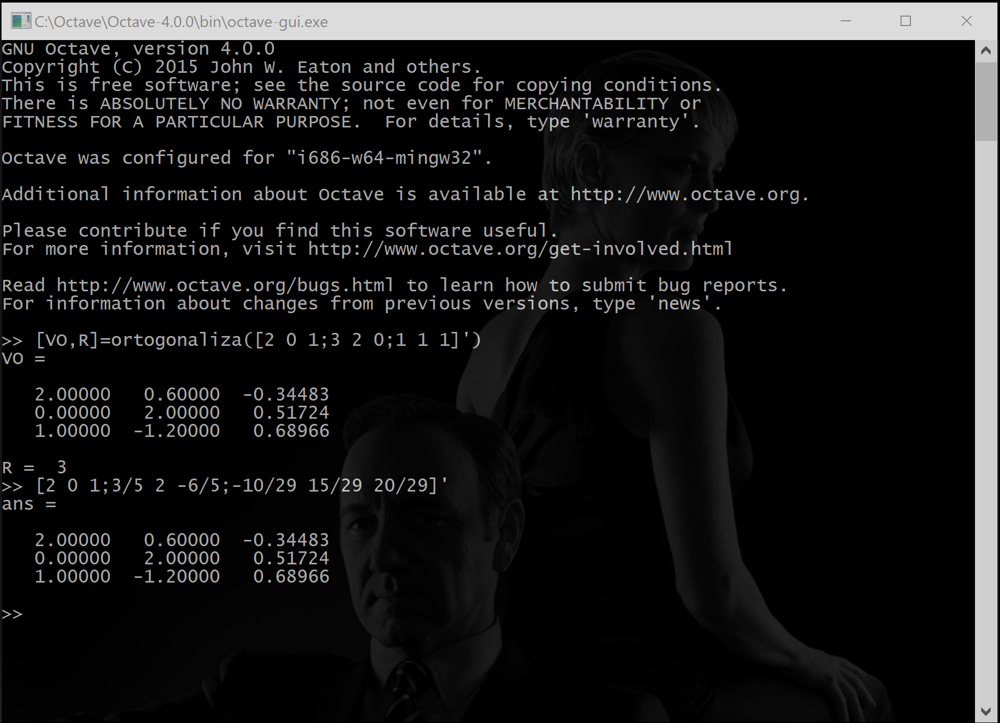 C:\Octave\Octave-4.0.0\bin\octave-gui.exe
GNU Octave, version 4.0.0
Copyright (C) 2015 John W. Eaton and others.
This is free software; see the source code for copying conditions.
There is ABSOLUTELY NO WARRANTY; not even for MERCHANTABILITY or
FITNESS FOR A PARTICULAR PURPOSE.  For details, type 'warranty'.
Octave was configured for "i686-w64-mingw32".
Additional information about Octave is available at http://www.octave.org.
Please contribute if you find this software useful.
For more information, visit http://www.octave.org/get-involved.html
Read http://www.octave.org/bugs.html to learn how to submit bug reports.
For information about changes from previous versions, type 'news'.
>> [VO,R]=ortogonaliza([2 0 1;3 2 0;1 1 1]')
VO =
   2.00000   0.60000  -0.34483
   0.00000   2.00000   0.51724
   1.00000  -1.20000   0.68966
R =  3
>> [2 0 1;3/5 2 -6/5;-10/29 15/29 20/29]'
ans =
   2.00000   0.60000  -0.34483
   0.00000   2.00000   0.51724
   1.00000  -1.20000   0.68966
>>